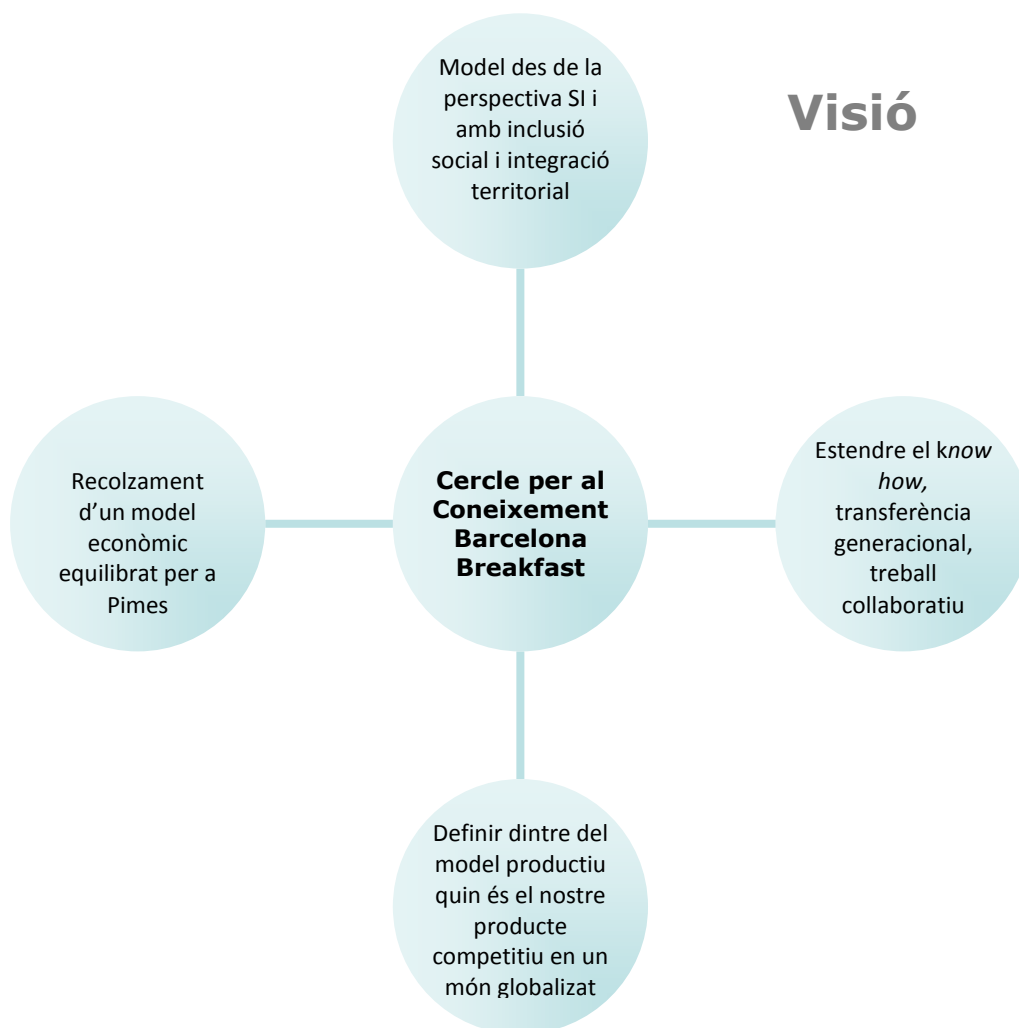 Visió
Model des de la
perspectiva SI i
amb inclusió
social i integració
territorial
Recolzament
d’un model
econòmic
equilibrat per a
Pimes
Cercle per al
Coneixement
Barcelona
Breakfast
Estendre el know
how,
transferència
generacional,
treball
collaboratiu
Definir dintre del
model productiu
quin és el nostre
producte
competitiu en un
món globalizat